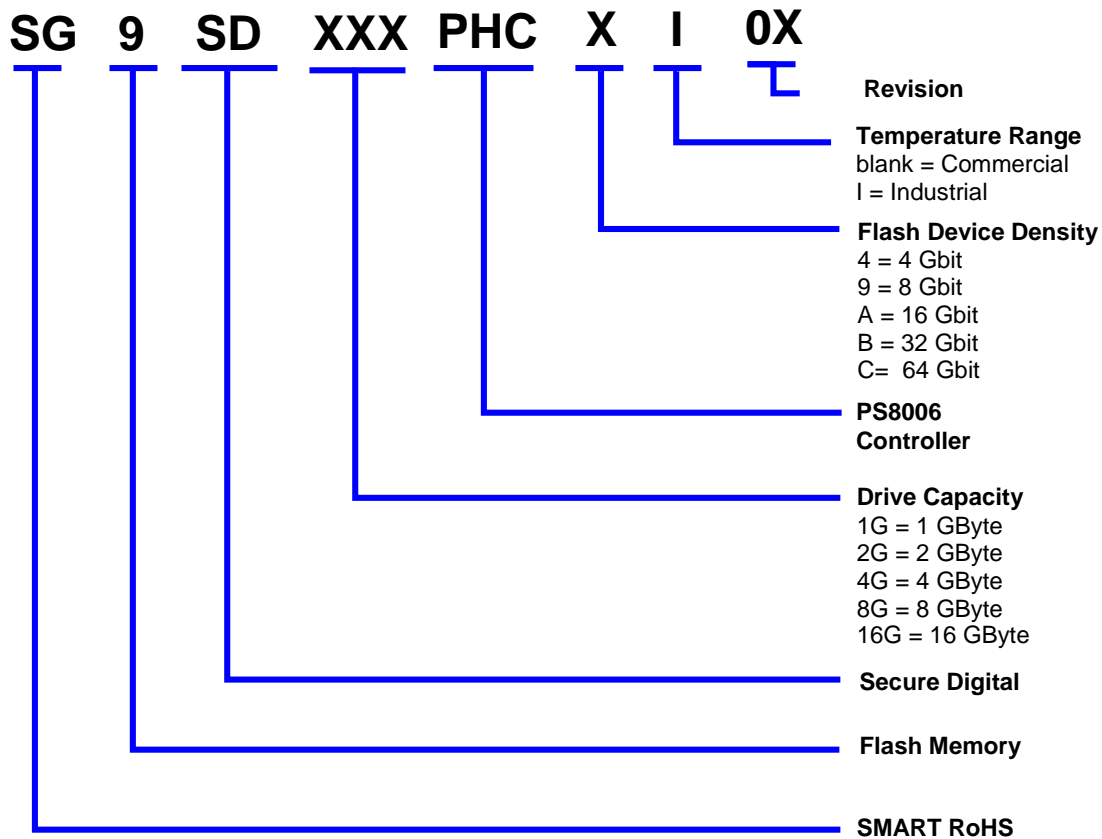 SG 9 SD XXX PHC X I 0X
Revision
Temperature Range
blank = Commercial
I = Industrial
Flash Device Density
4 = 4 Gbit
9 = 8 Gbit
A = 16 Gbit
B = 32 Gbit
C= 64 Gbit
PS8006
Controller
Drive Capacity
1G = 1 GByte
2G = 2 GByte
4G = 4 GByte
8G = 8 GByte
16G = 16 GByte
Secure Digital
Flash Memory
SMART RoHS